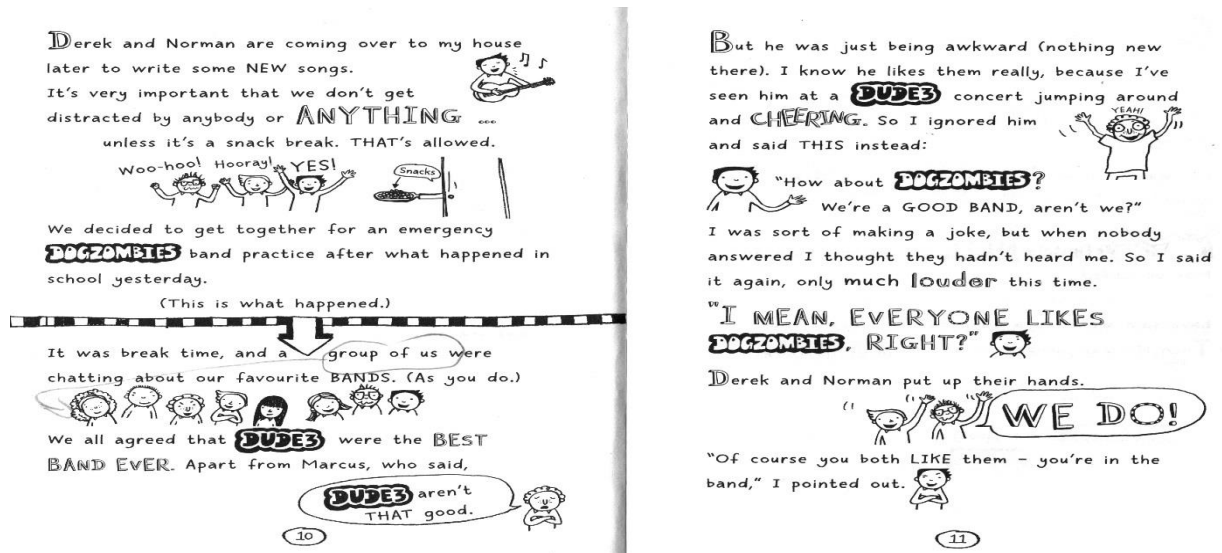 Derek and Norman are coming over to my house
later to write some NEW songs.
It's very important that we don't get
distracted by anybody or ANYTHING ...
unless it's a snack break. THAT's allowed.
Woo-hoo! Hooray! YES!
Snacks
We decided to get together for an emergency
DOGZOMBIES band practice after what happened in
school yesterday.
(This is what happened.)
It was break time, and a group of us were
chatting about our favourite BANDS. (As you do.)
We all agreed that DUDE3 were the BEST
BAND EVER. Apart from Marcus, who said,
DUDE3 aren't
THAT good.
10
But he was just being awkward (nothing new
there). I know he likes them really, because I've
seen him at a DUDE3 concert jumping around
and CHEERING. So I ignored him
YEAH!
and said THIS instead:
"How about DOGZOMBIES?
We're a GOOD BAND, aren't we?"
I was sort of making a joke, but when nobody
answered I thought they hadn't heard me. So I said
it again, only much louder this time.
"I MEAN, EVERYONE LIKES
DOGZOMBIES, RIGHT?"
Derek and Norman put up their hands.
WE DO!
"Of course you both LIKE them – you're in the
band," I pointed out.
11